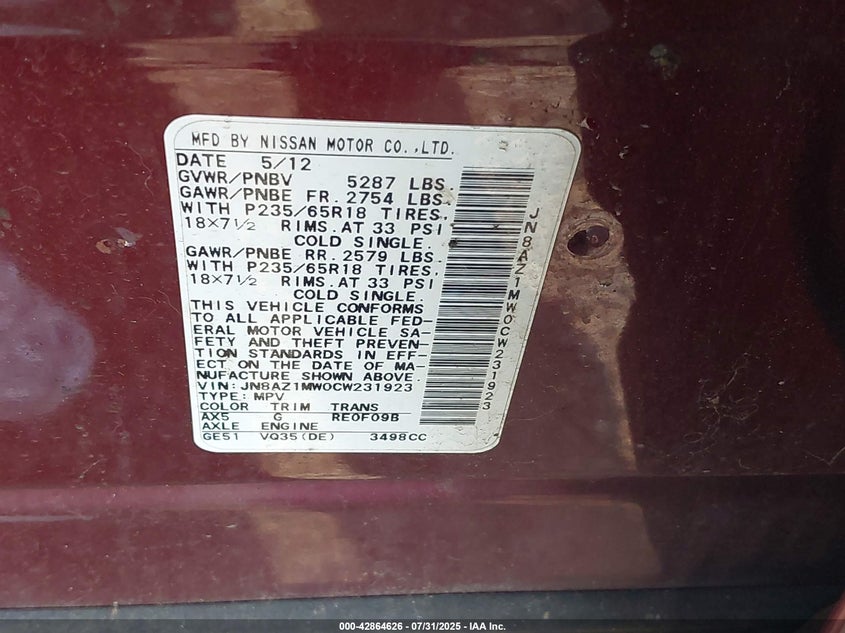 MFD BY NISSAN MOTOR CO.,LTD.
DATE 5/12
GVWR/PNBV 5287 LBS.
GAWR/PNBE FR. 2754 LBS.
WITH P235/65R18 TIRES,
18×7½ RIMS. AT 33 PSI
COLD SINGLE.
GAWR/PNBE RR. 2579 LBS.
WITH P235/65R18 TIRES,
18×7½ RIMS. AT 33 PSI
COLD SINGLE.
THIS VEHICLE CONFORMS
TO ALL APPLICABLE FED-
ERAL MOTOR VEHICLE SA-
FETY AND THEFT PREVEN-
TION STANDARDS IN EFF-
ECT ON THE DATE OF MA-
NUFACTURE SHOWN ABOVE.
VIN: JN8AZ1MW0CW231923
TYPE: MPV
COLOR TRIM TRANS
AX5 G RE0F09B
AXLE ENGINE
GE51 VQ35(DE) 3498CC
JN8AZ1MW0CW231923
000-42864626 - 07/31/2025 - IAA Inc.